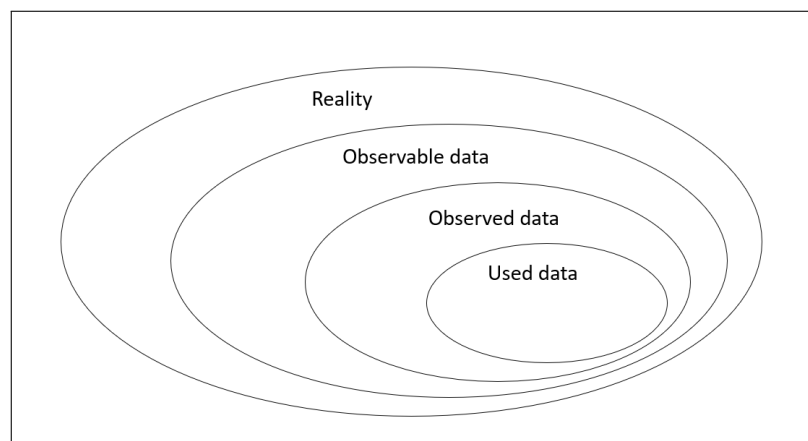 Reality
Observable data
Observed data
Used data